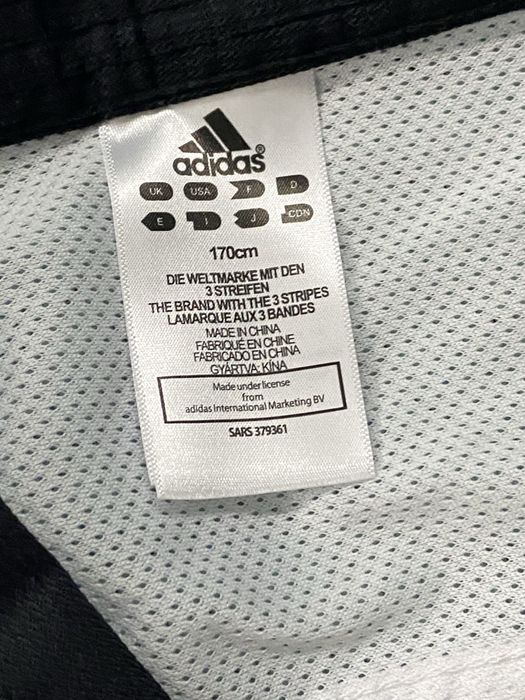 adidas®
UK USA F D
E I J CDN
170cm
DIE WELTMARKE MIT DEN
3 STREIFEN
THE BRAND WITH THE 3 STRIPES
LA MARQUE AUX 3 BANDES
MADE IN CHINA
FABRIQUÉ EN CHINE
FABRICADO EN CHINA
GYÁRTVA: KÍNA
Made under license
from
adidas International Marketing BV
SARS 379361